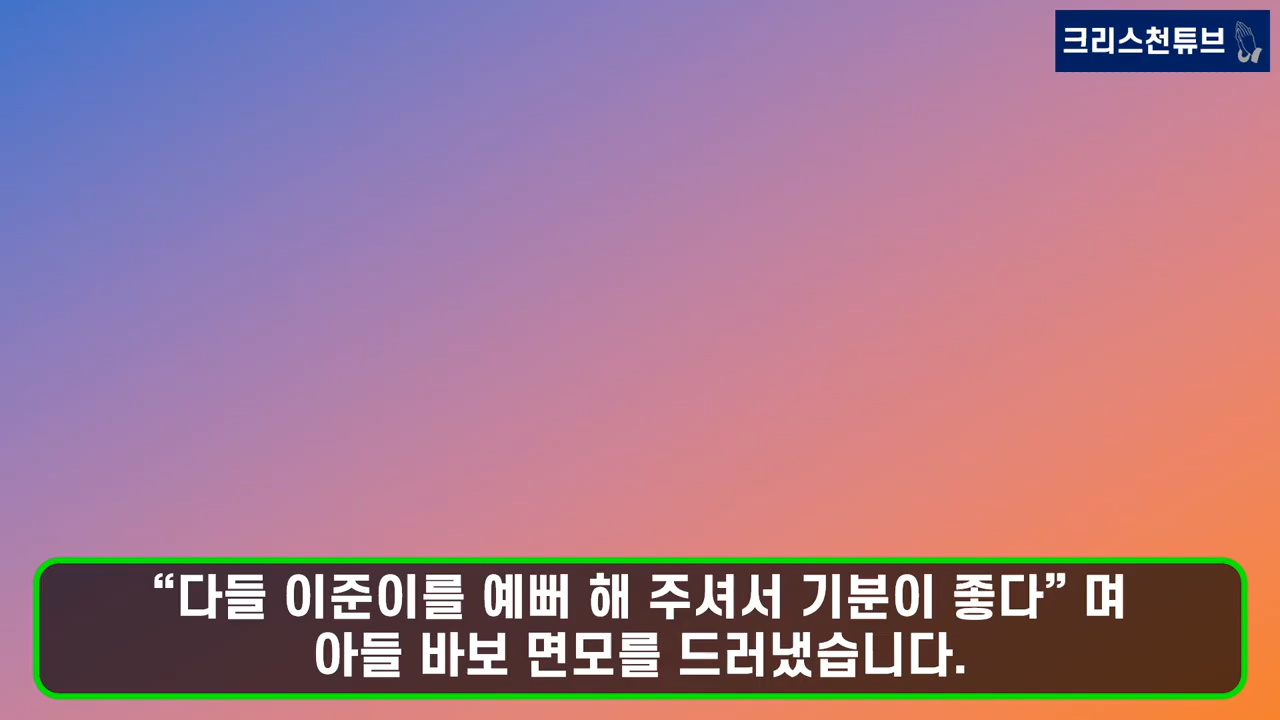 크리스천튜브
“다들 이준이를 예뻐 해 주셔서 기분이 좋다” 며
아들 바보 면모를 드러냈습니다.